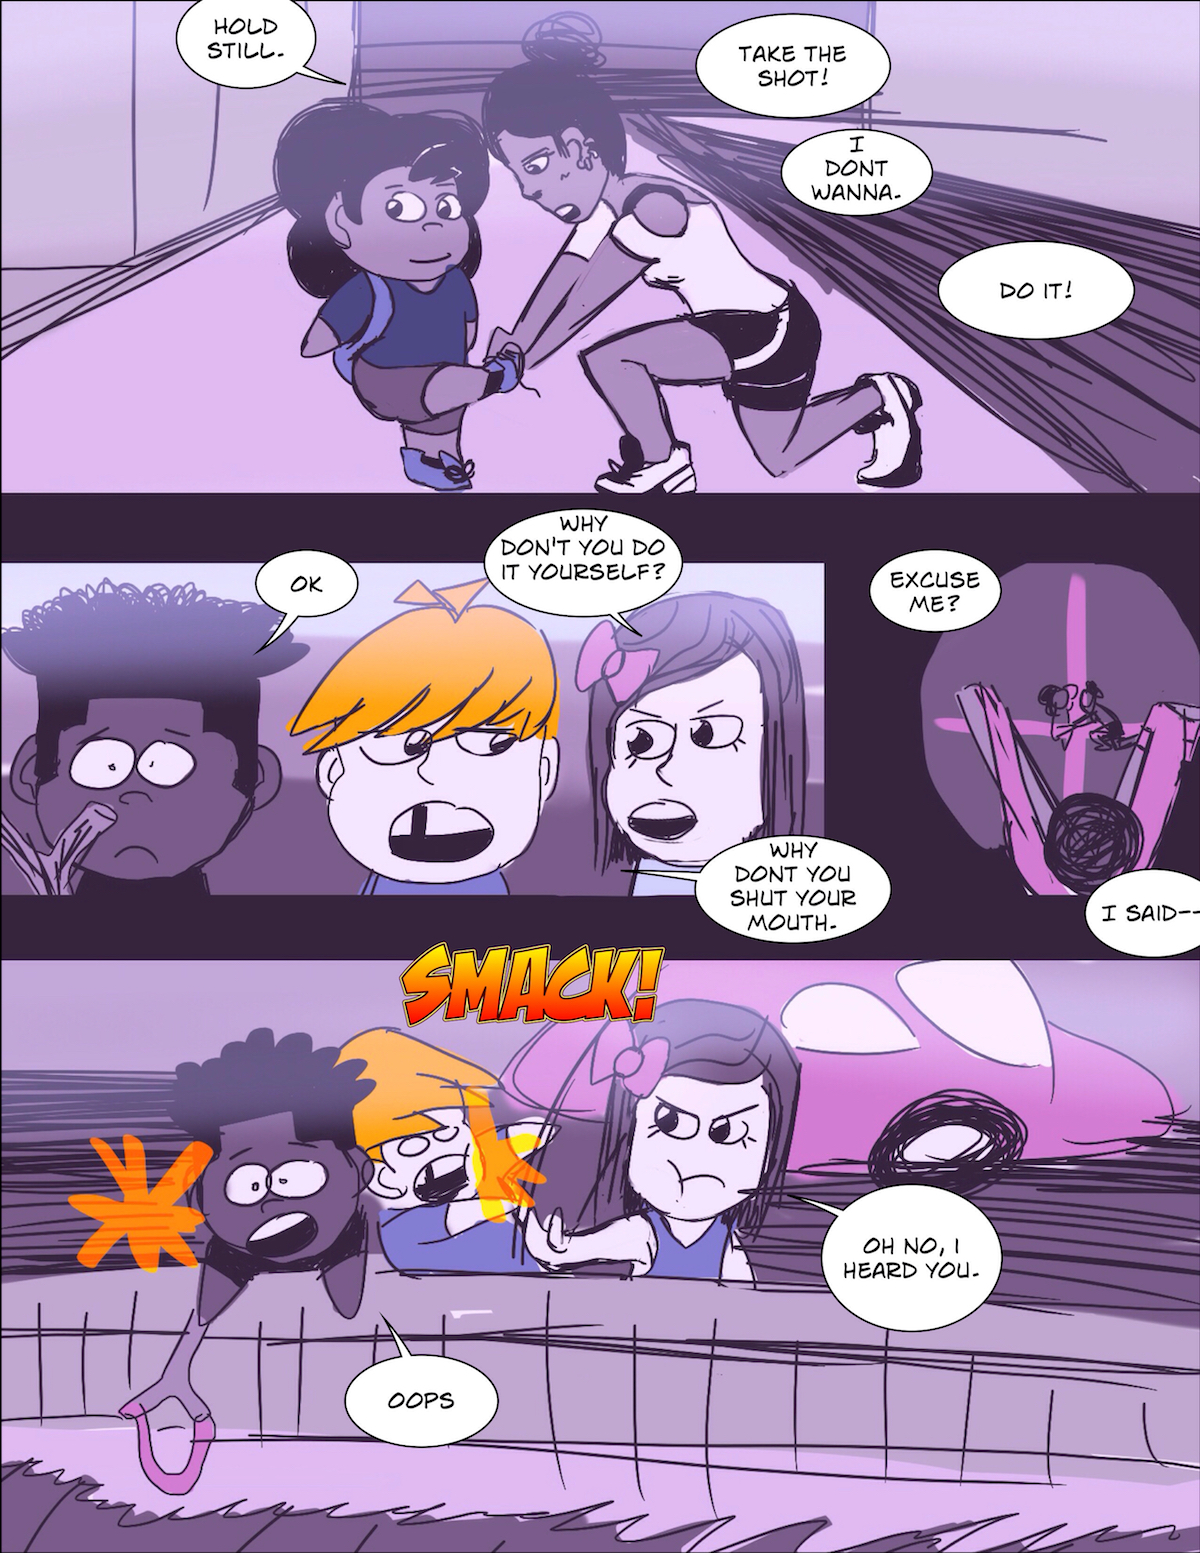 HOLD
STILL.
TAKE THE
SHOT!
I
DONT
WANNA.
DO IT!
OK
WHY
DON'T YOU DO
IT YOURSELF?
WHY
DONT YOU
SHUT YOUR
MOUTH.
EXCUSE
ME?
I SAID--
SMACK!
OH NO, I
HEARD YOU.
OOPS